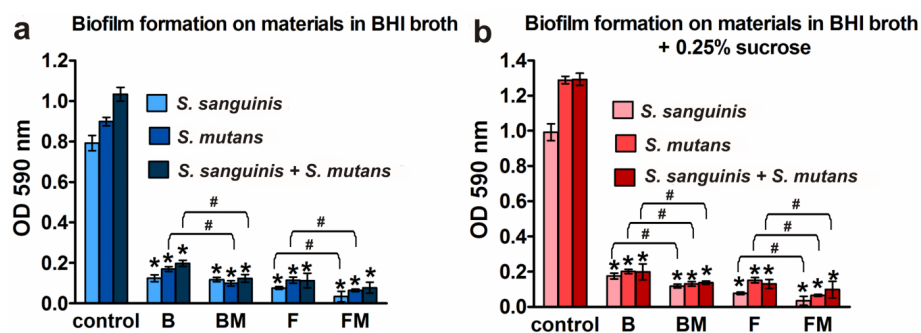 a
Biofilm formation on materials in BHI broth
OD 590 nm
1.2
1.0
0.8
0.6
0.4
0.2
0.0
S. sanguinis
S. mutans
S. sanguinis + S. mutans
#
#
#
#
* * * * * * * * * * * *
control B BM F FM
b
Biofilm formation on materials in BHI broth
+ 0.25% sucrose
OD 590 nm
1.4
1.2
1.0
0.8
0.6
0.4
0.2
0.0
S. sanguinis
S. mutans
S. sanguinis + S. mutans
#
#
#
#
#
* * * * * * * * * * * *
control B BM F FM